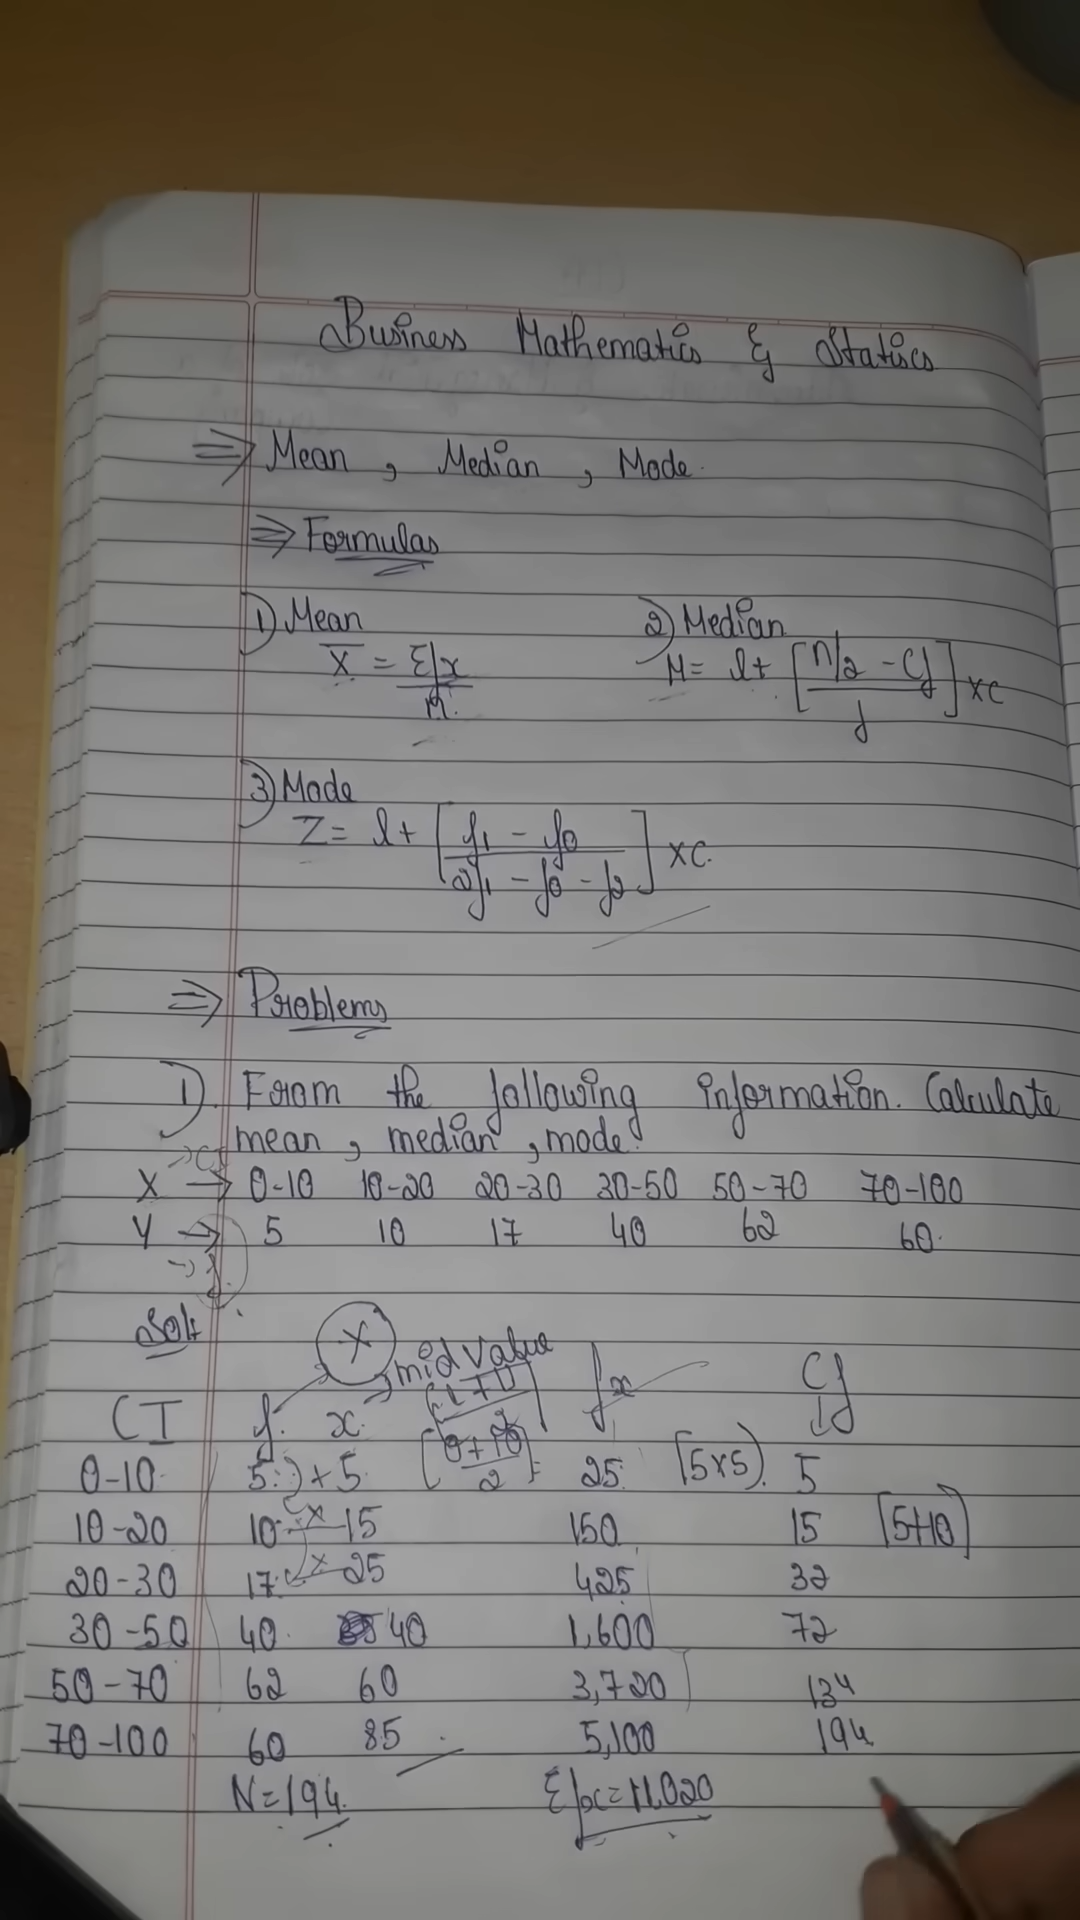 Business Mathematics & Statiscs
⇒ Mean, Median, Mode.
⇒ Formulas
1) Mean 2) Median
X̄ = Σfx/n M = l + [n/2 - Cf / f] × C
3) Mode
Z = l + [f1 - f0 / 2f1 - f0 - f2] × C.
⇒ Problems
1). From the following information. Calculate
mean, median, mode.
→ CI
X → 0-10 10-20 20-30 30-50 50-70 70-100
Y → 5 10 17 40 62 60.
→ f.
Soln
X
mid value
CI f. x. fx Cf
0-10 5 × 5 [0+10 / 2] = 25 [5×5] 5
10-20 10 × 15 150 15 [5+10]
20-30 17 × 25 425 32
30-50 40 40 1,600 72
50-70 62 60 3,720 134
70-100 60 85 5,100 194
N=194. Σfx=11,020